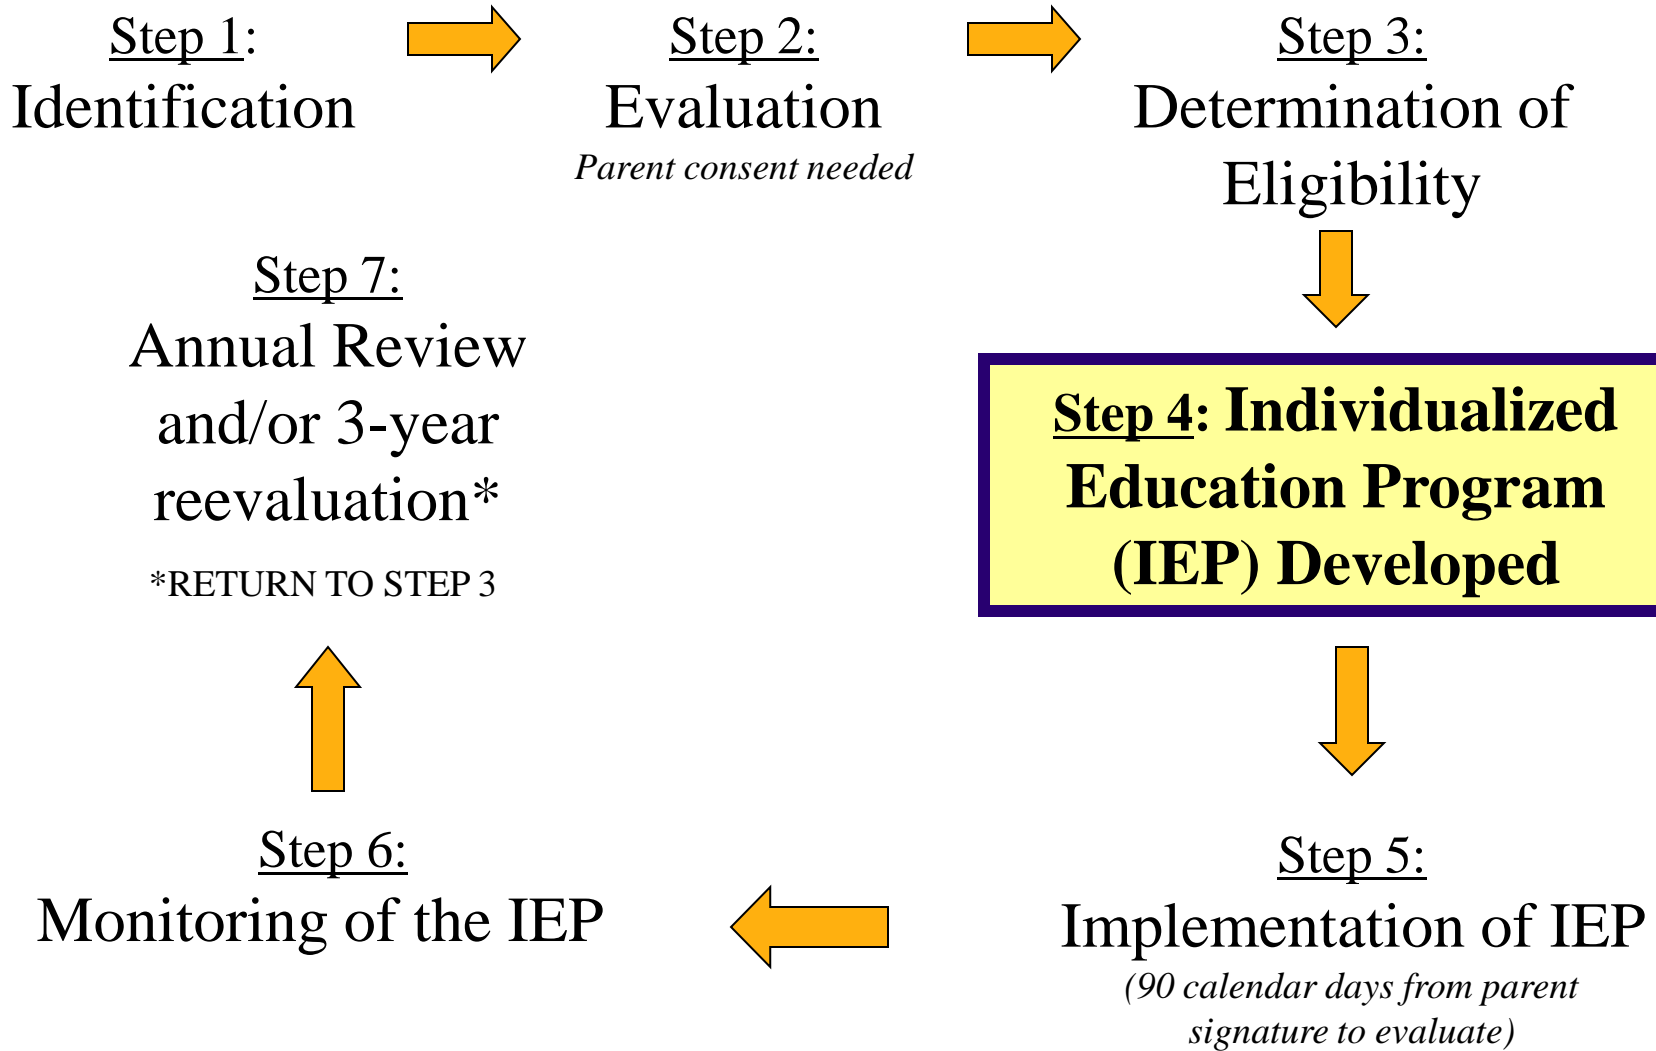 Step 1:
Identification
Step 2:
Evaluation
Parent consent needed
Step 3:
Determination of
Eligibility
Step 4: Individualized
Education Program
(IEP) Developed
Step 5:
Implementation of IEP
(90 calendar days from parent
signature to evaluate)
Step 6:
Monitoring of the IEP
Step 7:
Annual Review
and/or 3-year
reevaluation*
*RETURN TO STEP 3